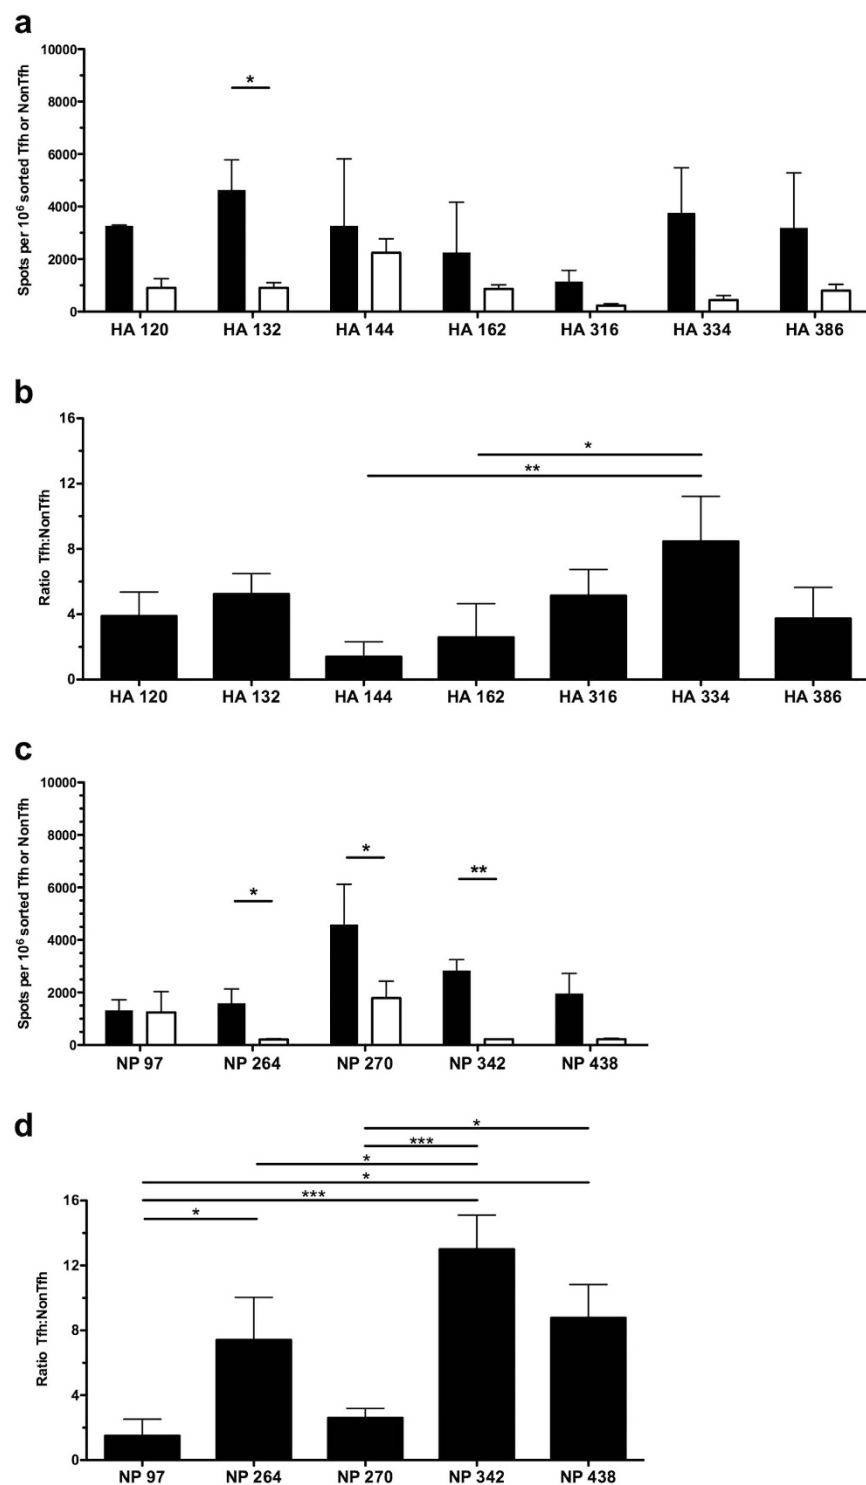 a
Spots per 10⁶ sorted Tfh or NonTfh
10000
8000
6000
4000
2000
0
*
HA 120 HA 132 HA 144 HA 162 HA 316 HA 334 HA 386
b
Ratio Tfh:NonTfh
16
12
8
4
0
*
**
HA 120 HA 132 HA 144 HA 162 HA 316 HA 334 HA 386
c
Spots per 10⁶ sorted Tfh or NonTfh
10000
8000
6000
4000
2000
0
* * **
NP 97 NP 264 NP 270 NP 342 NP 438
d
*
***
*
*
***
*
Ratio Tfh:NonTfh
16
12
8
4
0
NP 97 NP 264 NP 270 NP 342 NP 438